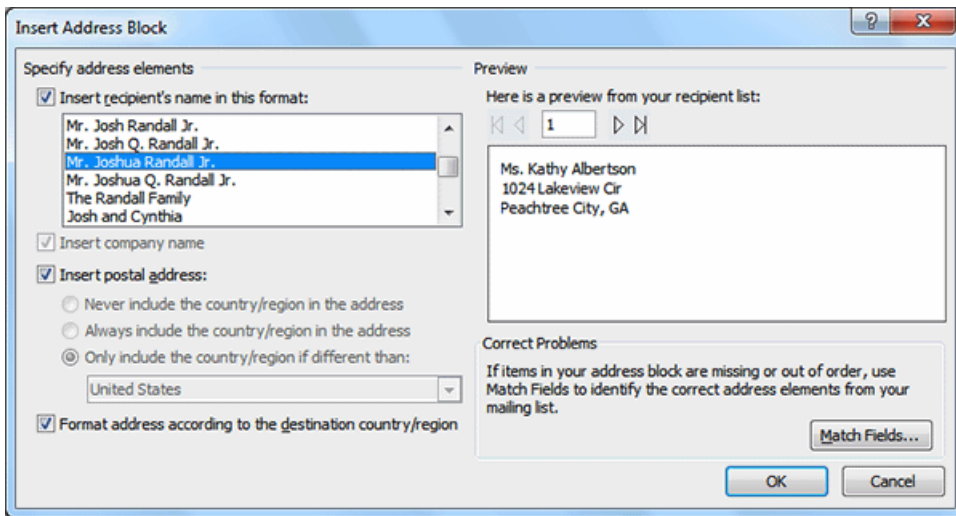 Insert Address Block
Specify address elements
Insert recipient's name in this format:
Mr. Josh Randall Jr.
Mr. Josh Q. Randall Jr.
Mr. Joshua Randall Jr.
Mr. Joshua Q. Randall Jr.
The Randall Family
Josh and Cynthia
Insert company name
Insert postal address:
Never include the country/region in the address
Always include the country/region in the address
Only include the country/region if different than:
United States
Format address according to the destination country/region
Preview
Here is a preview from your recipient list:
1
Ms. Kathy Albertson
1024 Lakeview Cir
Peachtree City, GA
Correct Problems
If items in your address block are missing or out of order, use
Match Fields to identify the correct address elements from your
mailing list.
Match Fields...
OK
Cancel